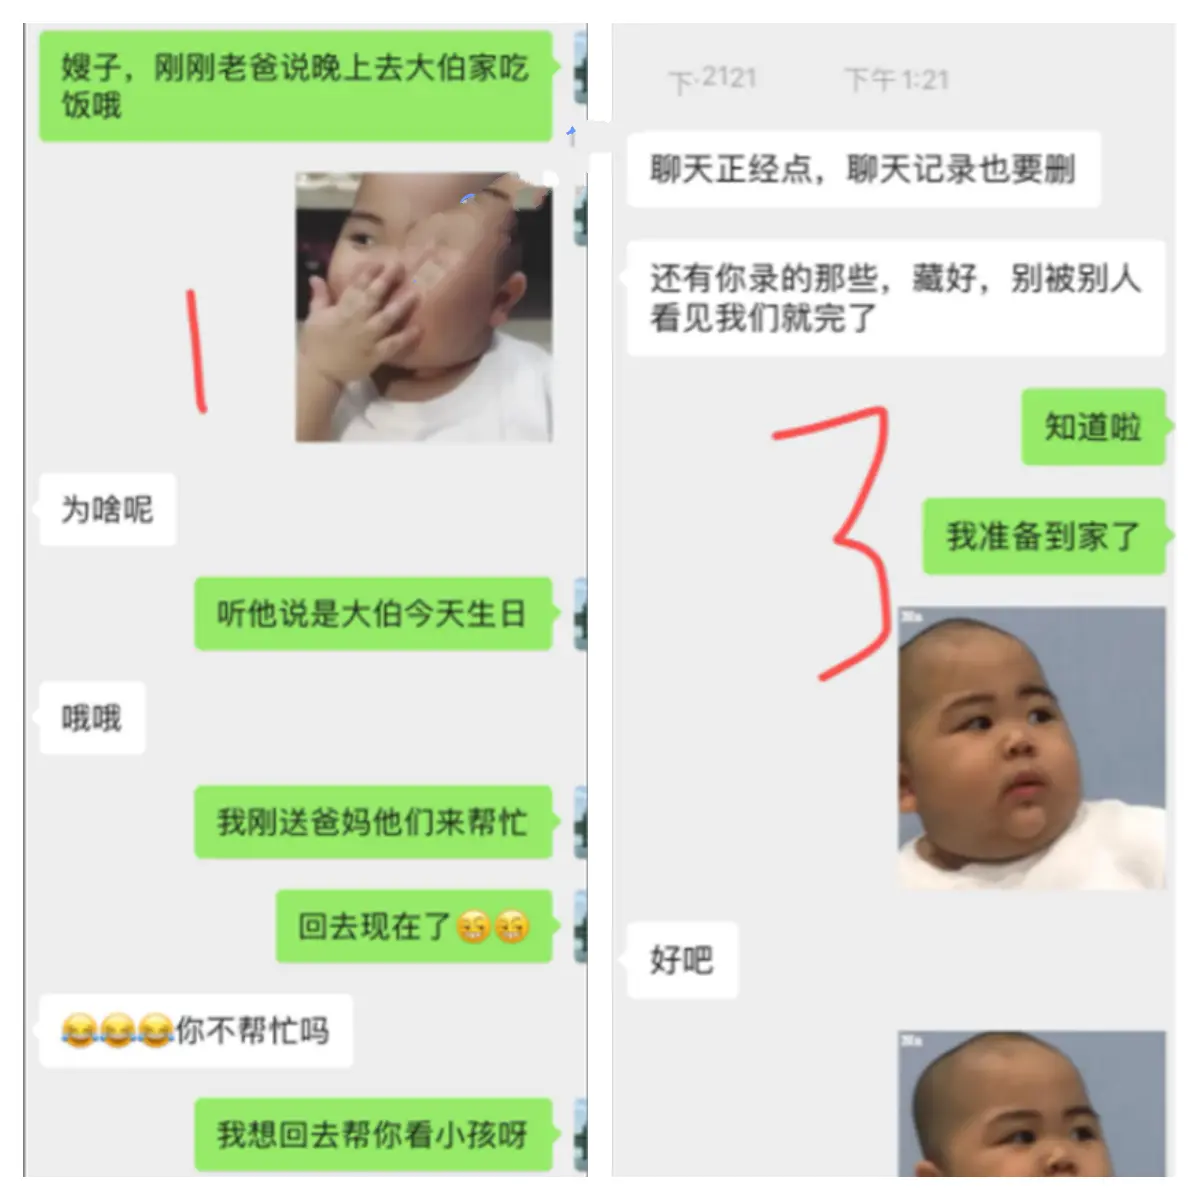 嫂子，刚刚老爸说晚上去大伯家吃
饭哦
1
为啥呢
听他说是大伯今天生日
哦哦
我刚送爸妈他们来帮忙
回去现在了
你不帮忙吗
我想回去帮你看小孩呀
下·2121
下午1:21
聊天正经点，聊天记录也要删
还有你录的那些，藏好，别被别人
看见我们就完了
知道啦
我准备到家了
3
好吧